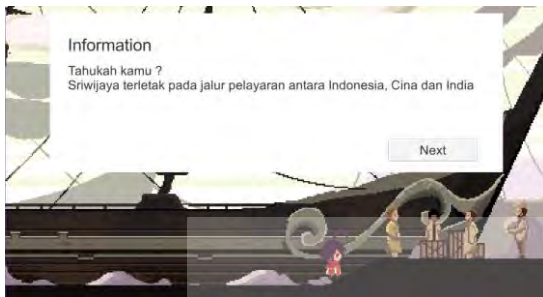 Information
Tahukah kamu ?
Sriwijaya terletak pada jalur pelayaran antara Indonesia, Cina dan India
Next